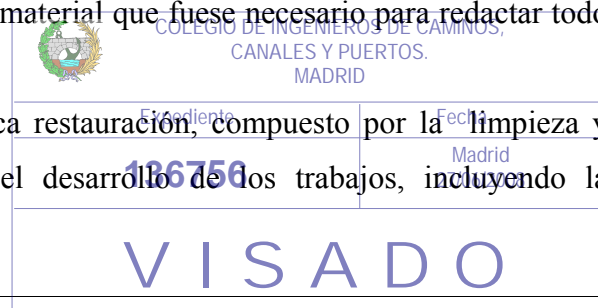 material que fuese necesario para redactar todo
COLEGIO DE INGENIEROS DE CAMINOS,
CANALES Y PUERTOS.
MADRID
Expediente
Fecha
ca restauración, compuesto por la limpieza y
136756
Madrid
el desarrollo de los trabajos, incluyendo la
VISADO